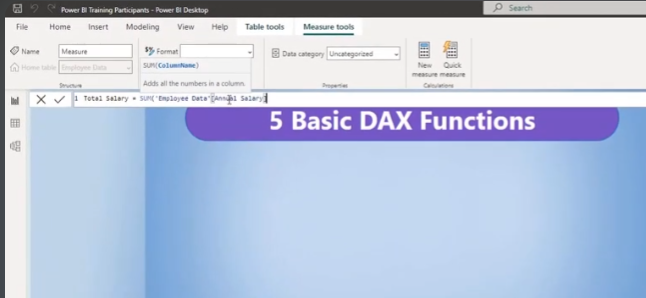 Power BI Training Participants - Power BI Desktop
Search
File Home Insert Modeling View Help Table tools Measure tools
Name Measure
Format
Data category Uncategorized
New measure
Quick measure
Home table Employee Data
SUM(ColumnName)
Adds all the numbers in a column.
Structure
Properties
Calculations
1 Total Salary = SUM('Employee Data'[Annual Salary]
5 Basic DAX Functions